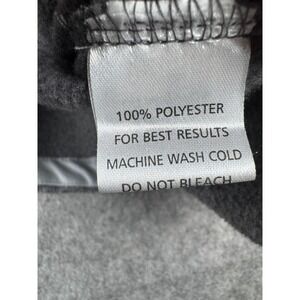 100% POLYESTER
FOR BEST RESULTS
MACHINE WASH COLD
DO NOT BLEACH